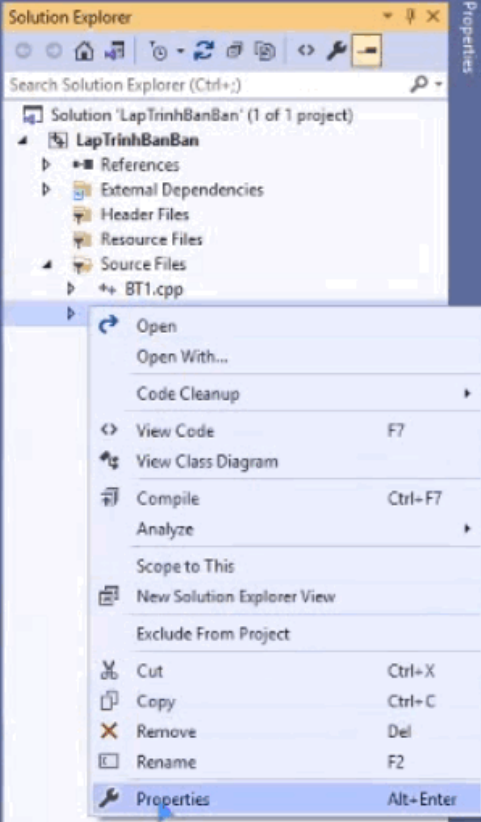 Solution Explorer
Properties
Search Solution Explorer (Ctrl+;)
Solution 'LapTrinhBanBan' (1 of 1 project)
LapTrinhBanBan
References
External Dependencies
Header Files
Resource Files
Source Files
BT1.cpp
Open
Open With...
Code Cleanup
View Code F7
View Class Diagram
Compile Ctrl+F7
Analyze
Scope to This
New Solution Explorer View
Exclude From Project
Cut Ctrl+X
Copy Ctrl+C
Remove Del
Rename F2
Properties Alt+Enter